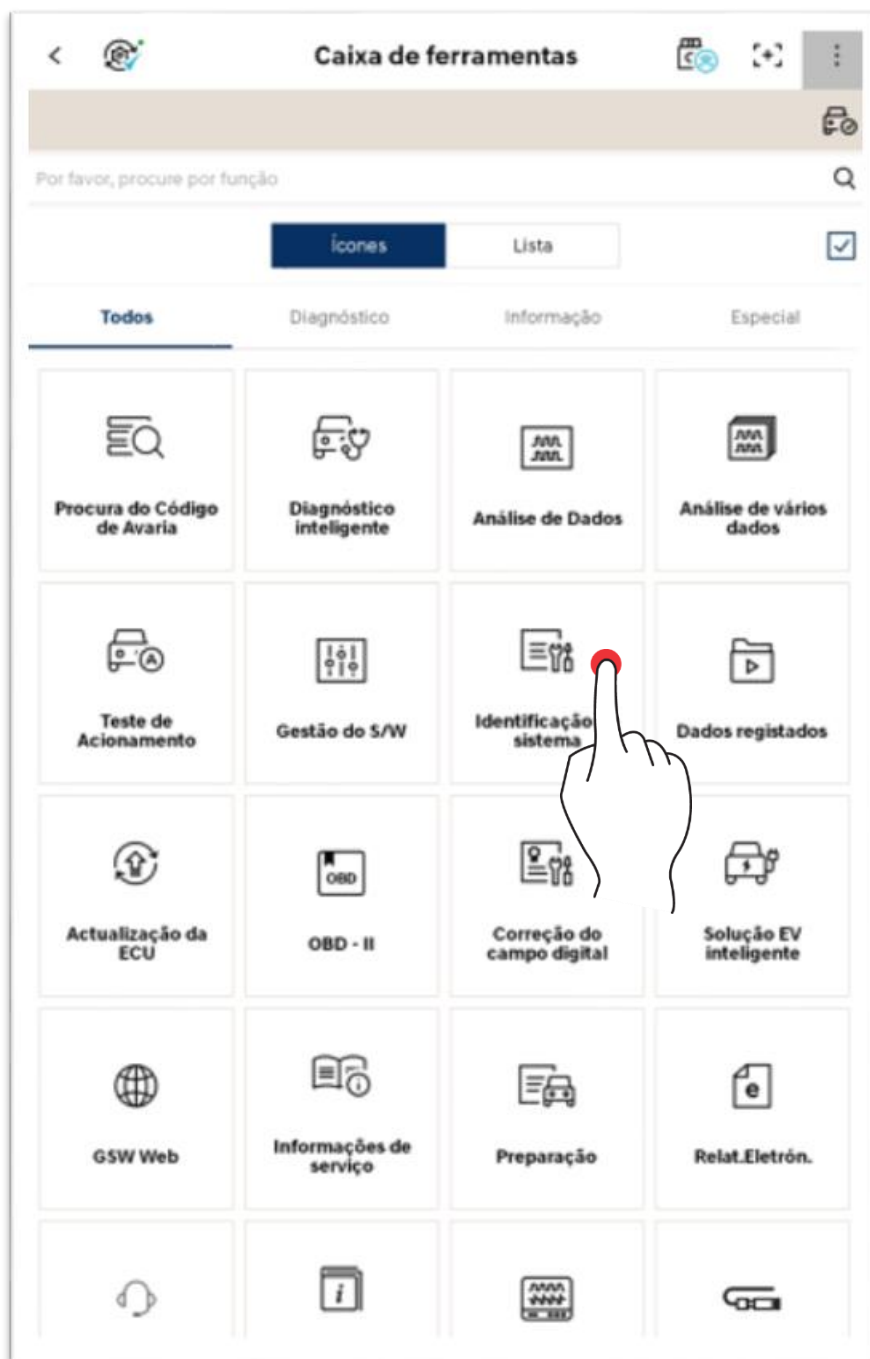 Caixa de ferramentas
Por favor, procure por função
Ícones
Lista
Todos
Diagnóstico
Informação
Especial
Procura do Código
de Avaria
Diagnóstico
inteligente
Análise de Dados
Análise de vários
dados
Teste de
Acionamento
Gestão do S/W
Identificação
sistema
Dados registados
Actualização da
ECU
OBD
OBD - II
Correção do
campo digital
Solução EV
inteligente
GSW Web
Informações de
serviço
Preparação
e
Relat.Eletrón.
i